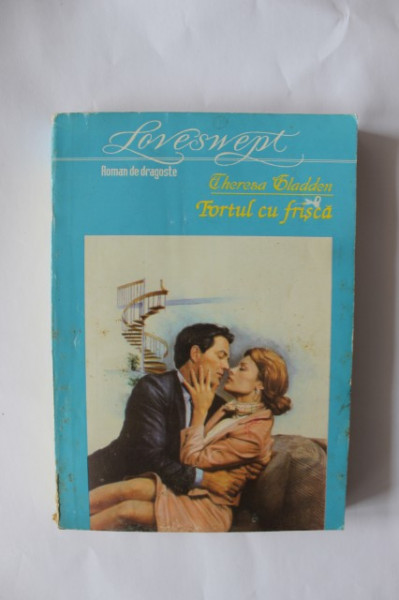 Loveswept
Roman de dragoste
Theresa Gladden
Tortul cu frişcă